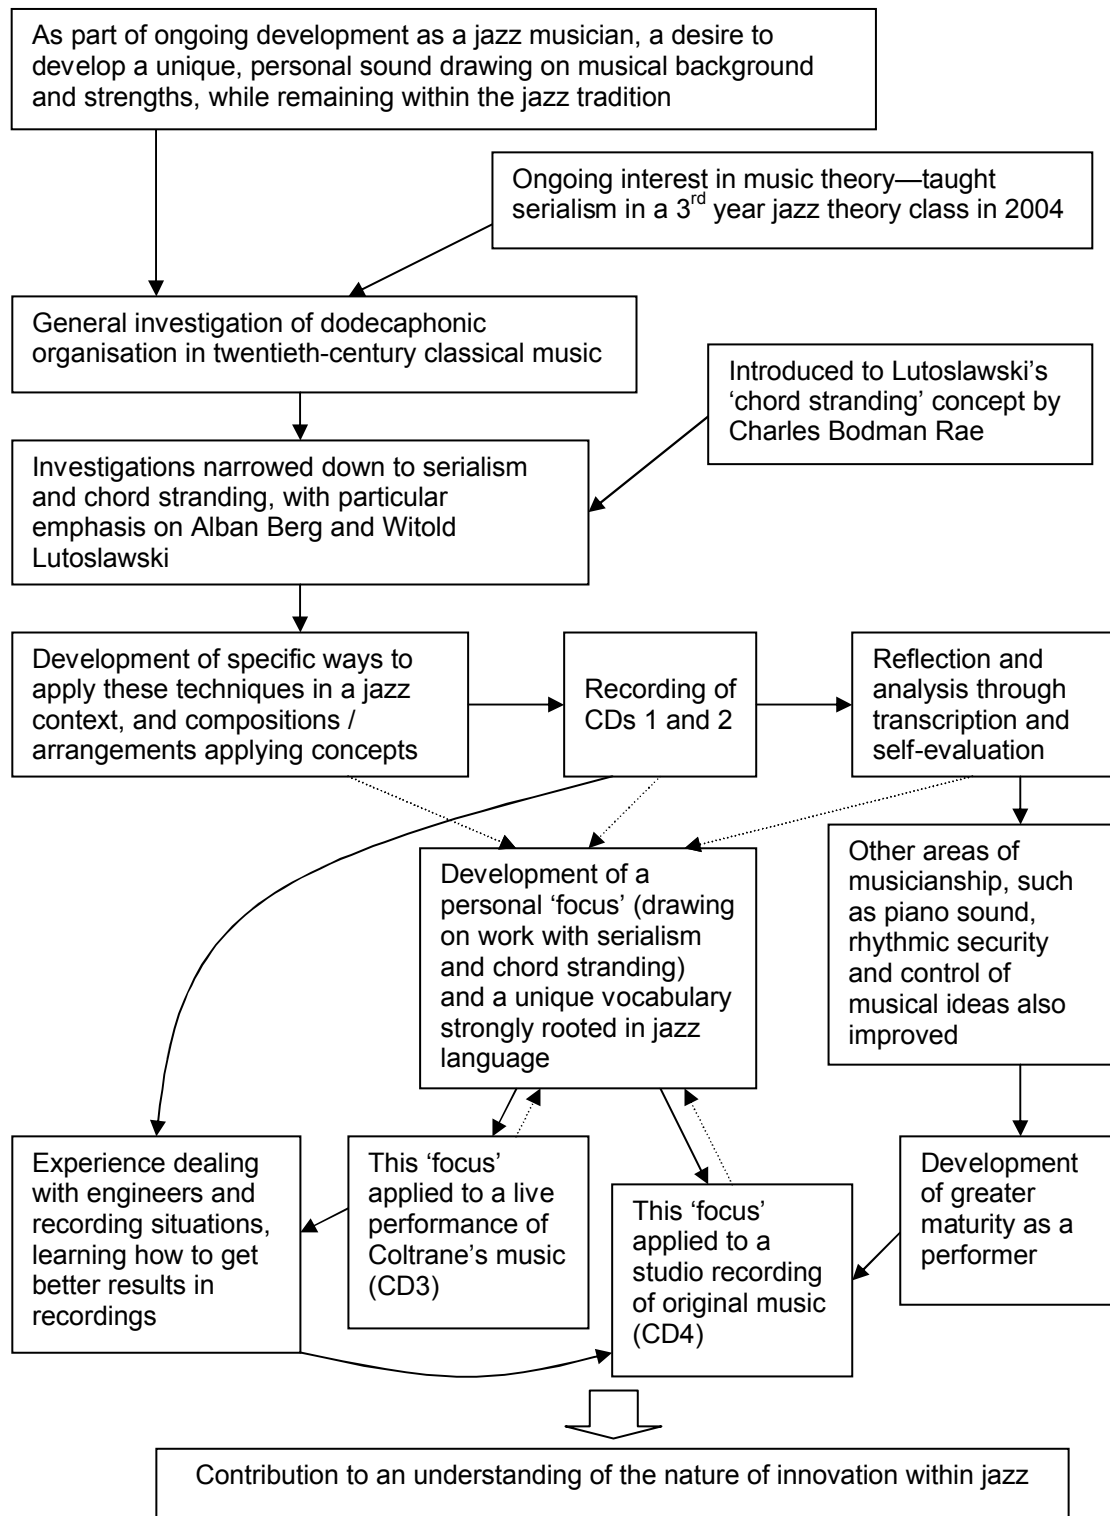 As part of ongoing development as a jazz musician, a desire to
develop a unique, personal sound drawing on musical background
and strengths, while remaining within the jazz tradition
Ongoing interest in music theory—taught
serialism in a 3rd year jazz theory class in 2004
General investigation of dodecaphonic
organisation in twentieth-century classical music
Introduced to Lutoslawski’s
‘chord stranding’ concept by
Charles Bodman Rae
Investigations narrowed down to serialism
and chord stranding, with particular
emphasis on Alban Berg and Witold
Lutoslawski
Development of specific ways to
apply these techniques in a jazz
context, and compositions /
arrangements applying concepts
Recording of
CDs 1 and 2
Reflection and
analysis through
transcription and
self-evaluation
Development of a
personal ‘focus’ (drawing
on work with serialism
and chord stranding)
and a unique vocabulary
strongly rooted in jazz
language
Other areas of
musicianship, such
as piano sound,
rhythmic security
and control of
musical ideas also
improved
Experience dealing
with engineers and
recording situations,
learning how to get
better results in
recordings
This ‘focus’
applied to a live
performance of
Coltrane’s music
(CD3)
This ‘focus’
applied to a
studio recording
of original music
(CD4)
Development
of greater
maturity as a
performer
Contribution to an understanding of the nature of innovation within jazz